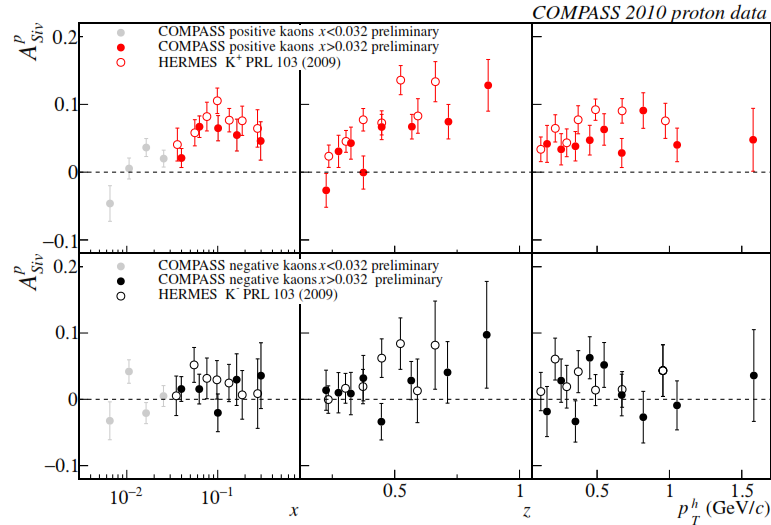 COMPASS 2010 proton data
A^p_Siv
0.2
0.1
0
−0.1
COMPASS positive kaons x<0.032 preliminary
COMPASS positive kaons x>0.032 preliminary
HERMES K+ PRL 103 (2009)
A^p_Siv
0.2
0.1
0
−0.1
COMPASS negative kaons x<0.032 preliminary
COMPASS negative kaons x>0.032 preliminary
HERMES K- PRL 103 (2009)
10^−2 10^−1 0.5 1 0.5 1 1.5
x z p_T^h (GeV/c)